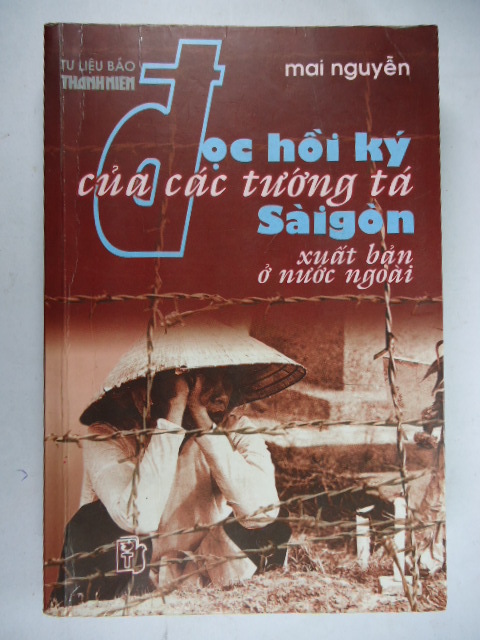 TƯ LIỆU BÁO
THANH NIÊN
mai nguyễn
đọc hồi ký
của các tướng tá
Sàigòn
xuất bản
ở nước ngoài